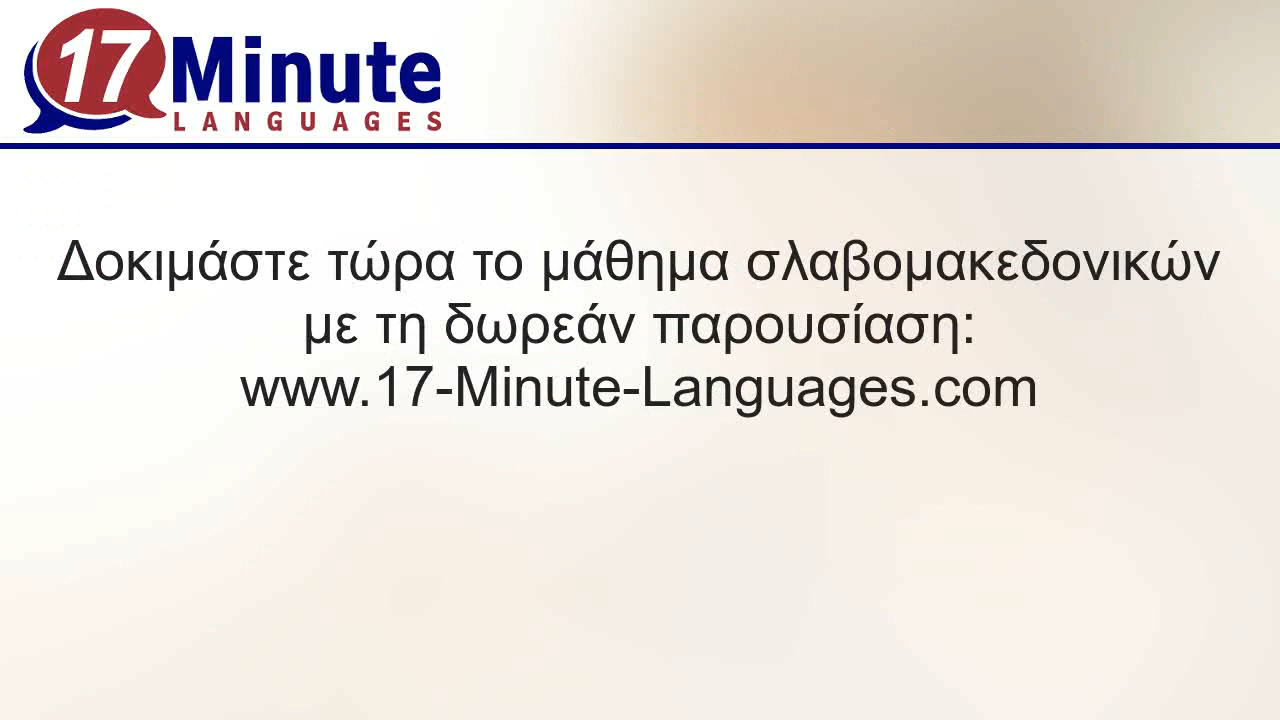 17 Minute
LANGUAGES
Δοκιμάστε τώρα το μάθημα σλαβομακεδονικών
με τη δωρεάν παρουσίαση:
www.17-Minute-Languages.com